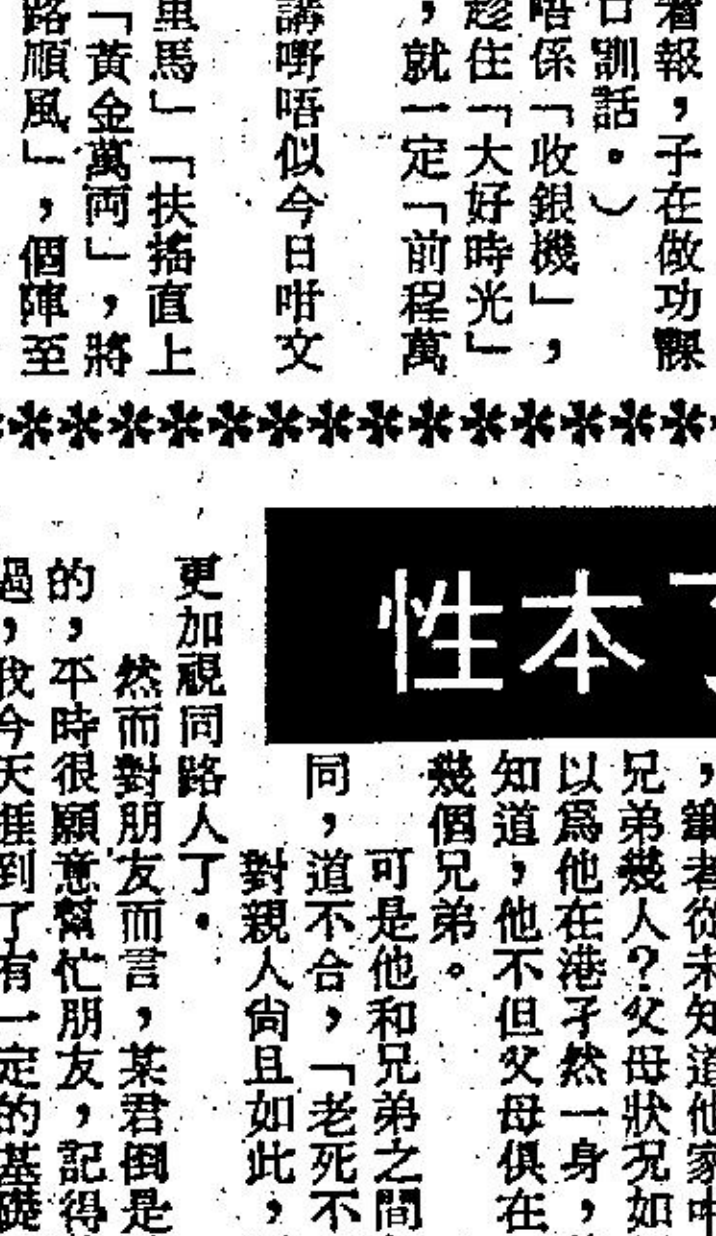 着報，子在做功課
日訓話。）
唔係「收銀機」，
趁住「大好時光」
，就一定「前程萬
講嘢唔似今日咁文
里馬」「扶搖直上
「黃金萬両」，將
路順風」，個陣至
了本性
，筆者從未知道他家中
兄弟幾人？父母狀況如
以爲他在港孑然一身，
知道，他不但父母俱在
幾個兄弟。
可是他和兄弟之間
同，道不合，「老死不
對親人尙且如此，
更加視同路人了。
然而對朋友而言，某君倒是
的，平時很願意幫忙朋友，記得
過，我今天捱到了有一定的基礎